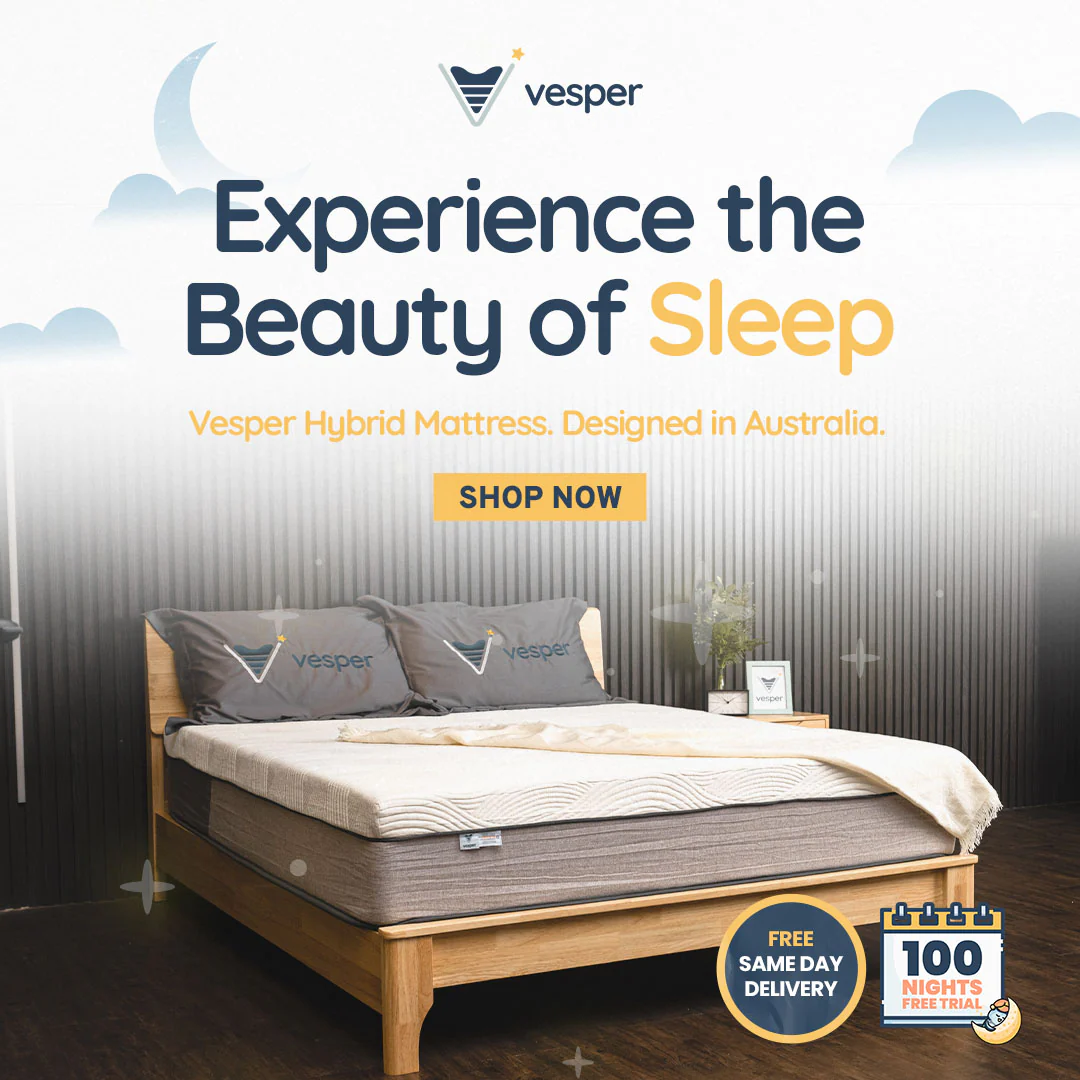 vesper
Experience the
Beauty of Sleep
Vesper Hybrid Mattress. Designed in Australia.
SHOP NOW
vesper
vesper
vesper
vesper
FREE
SAME DAY
DELIVERY
100
NIGHTS
FREE TRIAL